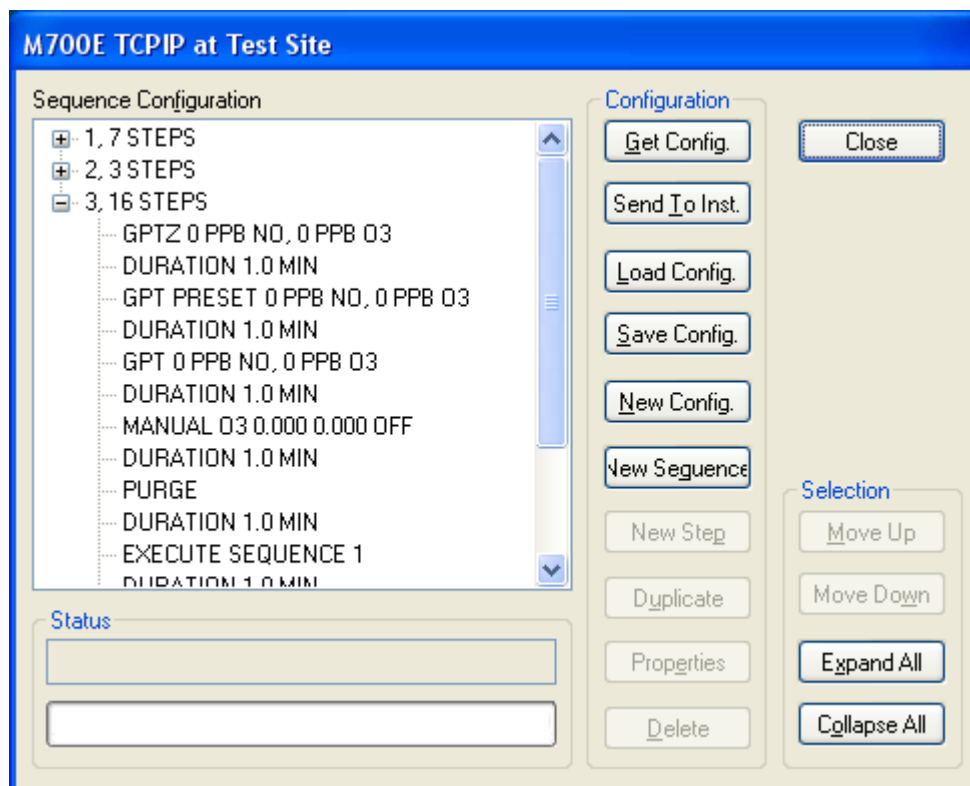 M700E TCPIP at Test Site
Sequence Configuration
1, 7 STEPS
2, 3 STEPS
3, 16 STEPS
GPTZ 0 PPB NO, 0 PPB O3
DURATION 1.0 MIN
GPT PRESET 0 PPB NO, 0 PPB O3
DURATION 1.0 MIN
GPT 0 PPB NO, 0 PPB O3
DURATION 1.0 MIN
MANUAL O3 0.000 0.000 OFF
DURATION 1.0 MIN
PURGE
DURATION 1.0 MIN
EXECUTE SEQUENCE 1
DURATION 1.0 MIN
Status
Configuration
Get Config.
Send To Inst.
Load Config.
Save Config.
New Config.
New Sequence
New Step
Duplicate
Properties
Delete
Close
Selection
Move Up
Move Down
Expand All
Collapse All